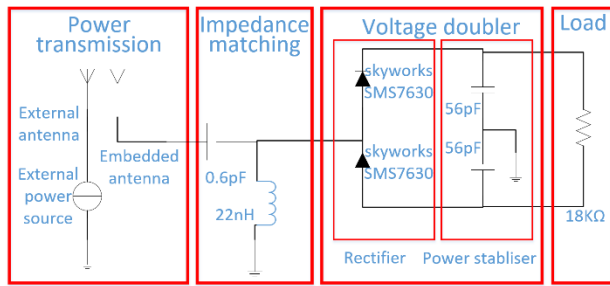 Power
transmission
Impedance
matching
Voltage doubler
Load
External
antenna
External
power
source
Embedded
antenna
0.6pF
22nH
skyworks
SMS7630
skyworks
SMS7630
Rectifier
56pF
56pF
Power stabliser
18KΩ